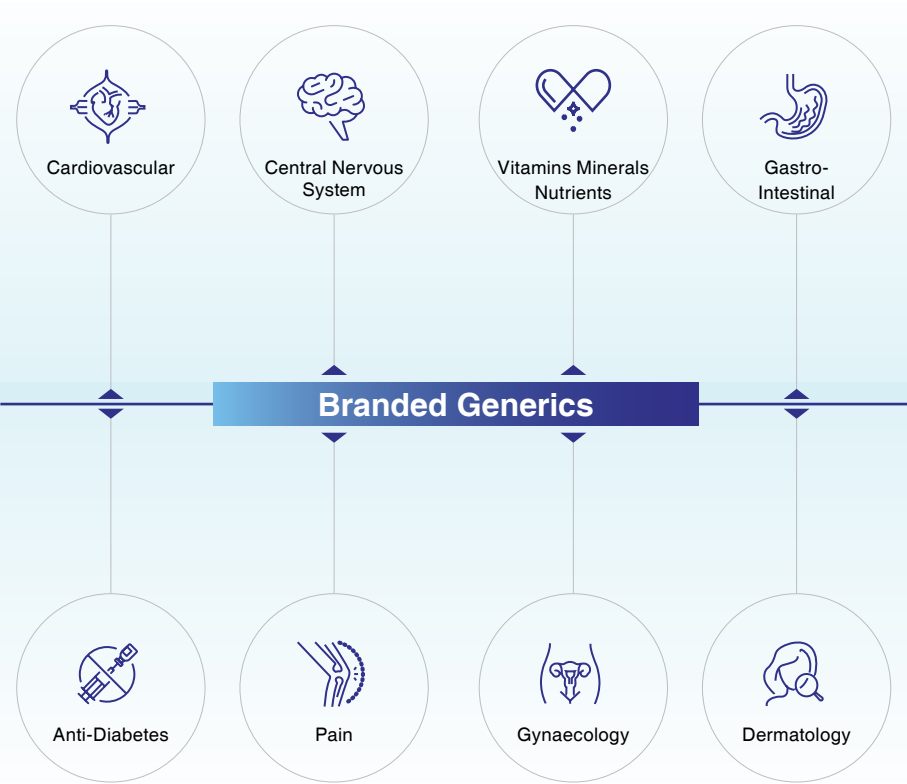 Cardiovascular
Central Nervous
System
Vitamins Minerals
Nutrients
Gastro-
Intestinal
Branded Generics
Anti-Diabetes
Pain
Gynaecology
Dermatology